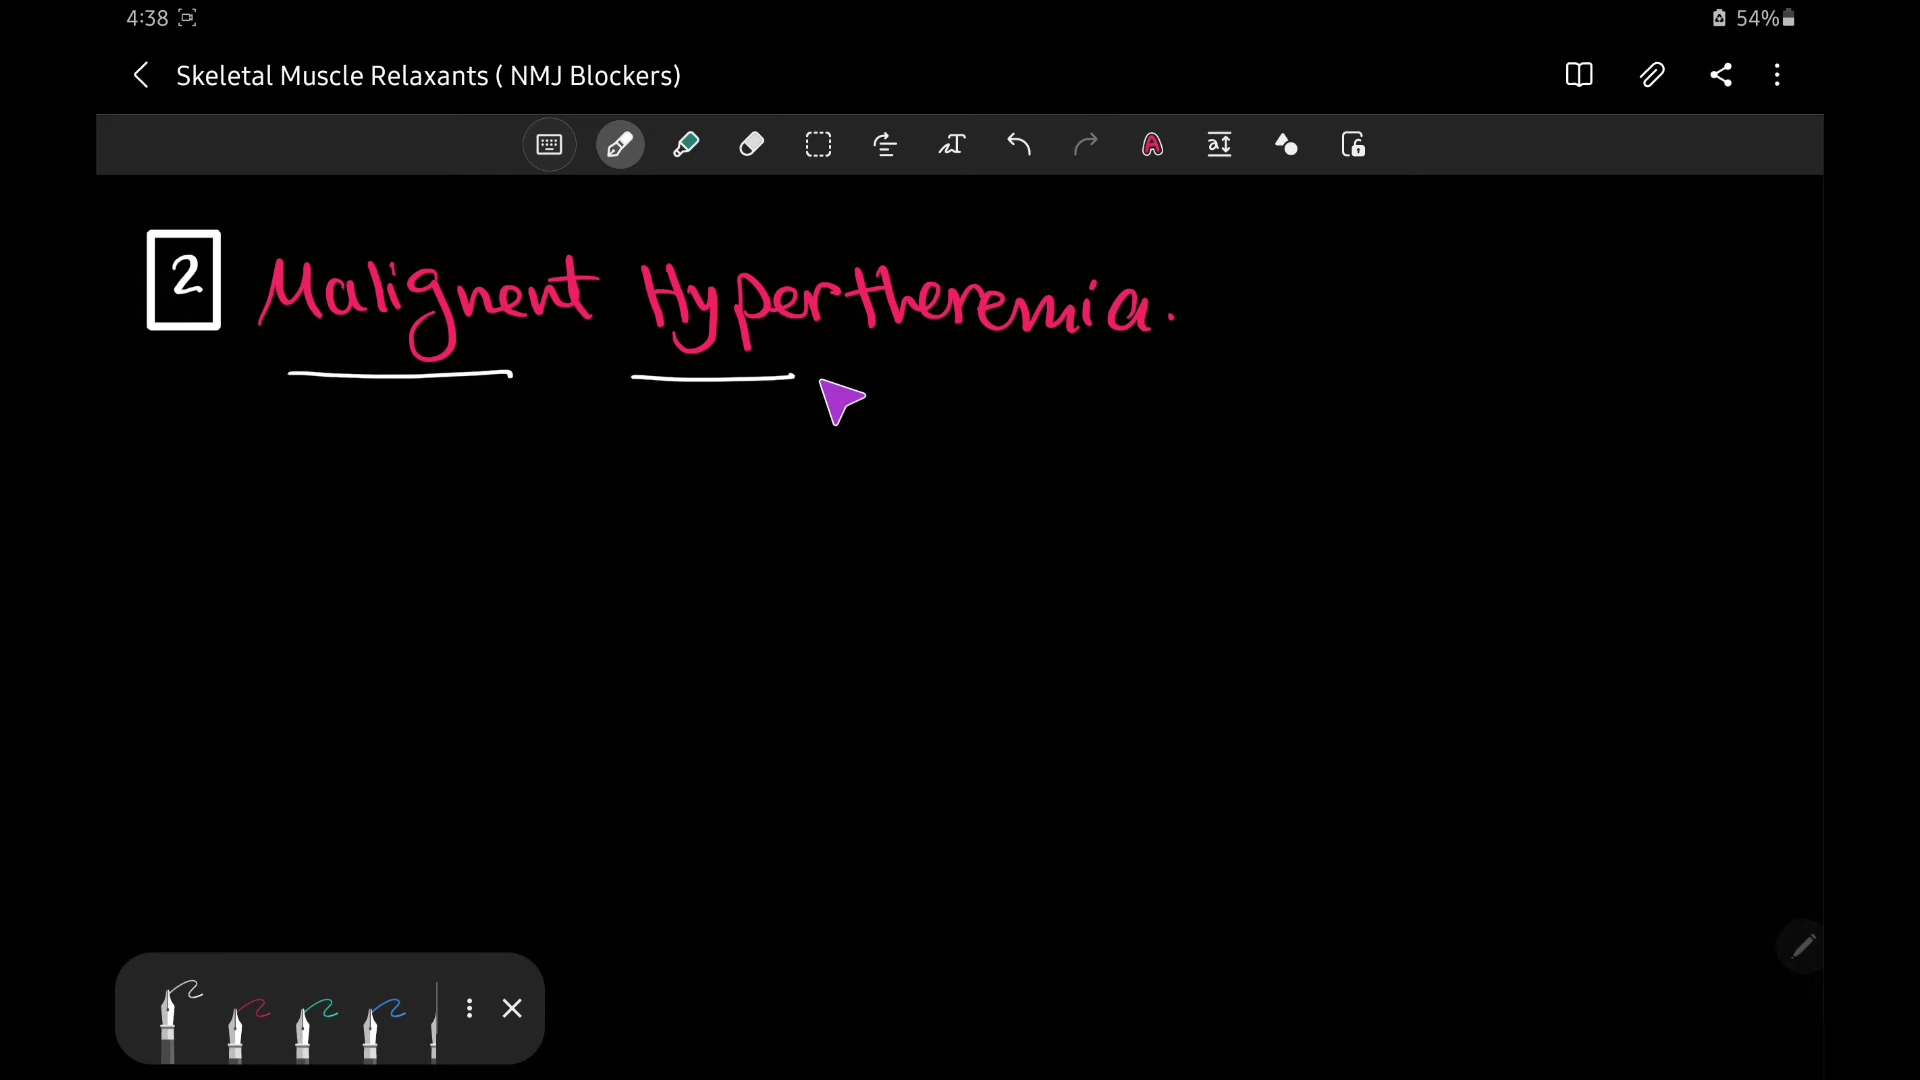 4:38 54%
Skeletal Muscle Relaxants ( NMJ Blockers)
2 Malignent Hypertheremia.